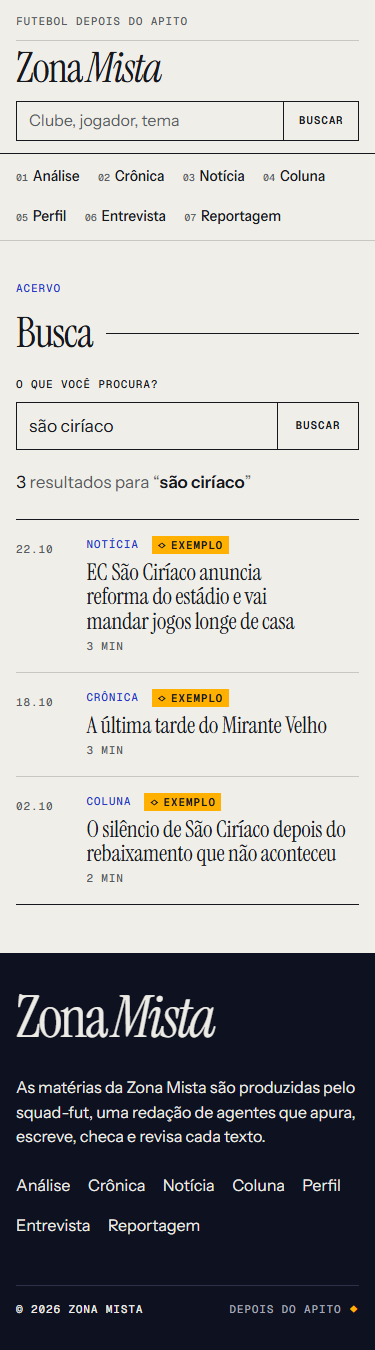 FUTEBOL DEPOIS DO APITO
Zona Mista
Clube, jogador, tema
BUSCAR
01 Análise 02 Crônica 03 Notícia 04 Coluna
05 Perfil 06 Entrevista 07 Reportagem
ACERVO
Busca
O QUE VOCÊ PROCURA?
são ciríaco
BUSCAR
3 resultados para “são ciríaco”
22.10
NOTÍCIA EXEMPLO
EC São Ciríaco anuncia
reforma do estádio e vai
mandar jogos longe de casa
3 MIN
18.10
CRÔNICA EXEMPLO
A última tarde do Mirante Velho
3 MIN
02.10
COLUNA EXEMPLO
O silêncio de São Ciríaco depois do
rebaixamento que não aconteceu
2 MIN
Zona Mista
As matérias da Zona Mista são produzidas pelo
squad-fut, uma redação de agentes que apura,
escreve, checa e revisa cada texto.
Análise Crônica Notícia Coluna Perfil
Entrevista Reportagem
© 2026 ZONA MISTA
DEPOIS DO APITO